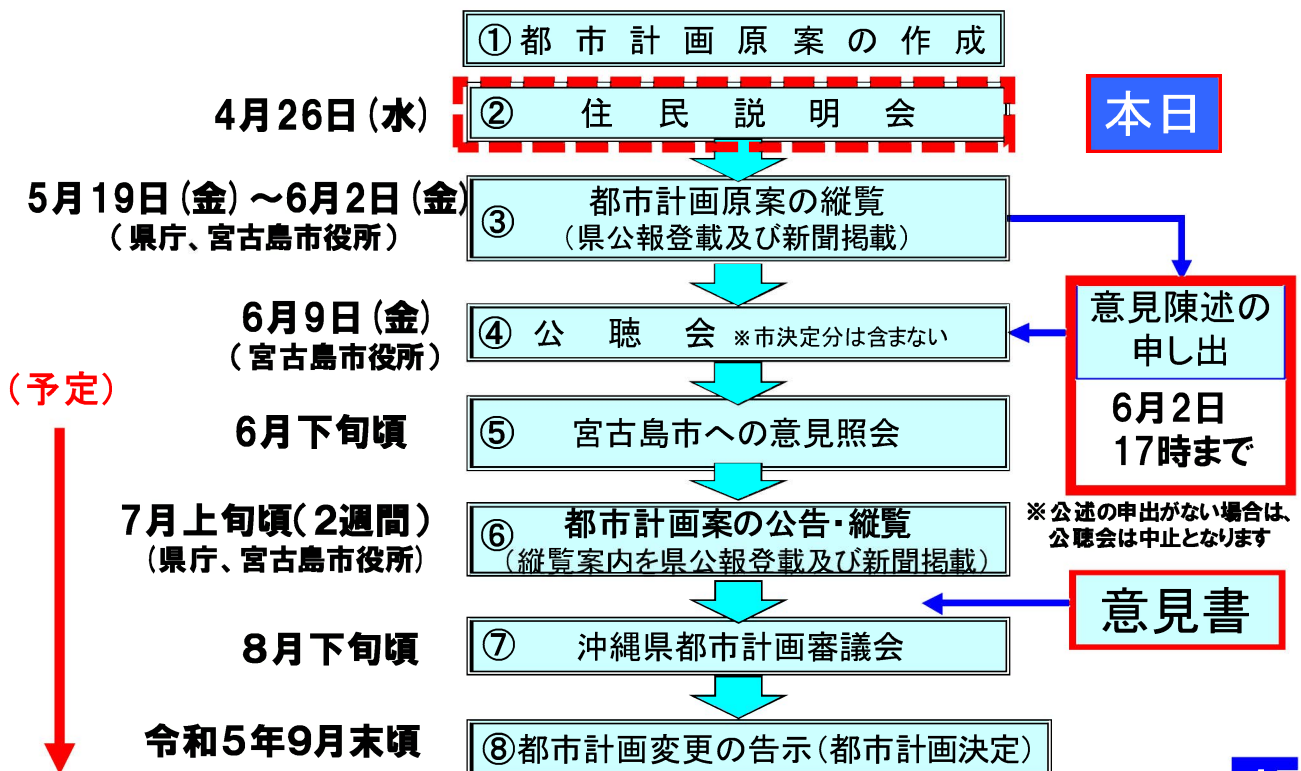 ①都市計画原案の作成
4月26日(水)
②住民説明会
本日
5月19日(金)～6月2日(金)
(県庁、宮古島市役所)
③都市計画原案の縦覧
(県公報登載及び新聞掲載)
意見陳述の
申し出
6月2日
17時まで
※公述の申出がない場合は、
公聴会は中止となります
6月9日(金)
(宮古島市役所)
④公聴会 ※市決定分は含まない
(予定)
6月下旬頃
⑤宮古島市への意見照会
7月上旬頃(2週間)
(県庁、宮古島市役所)
⑥都市計画案の公告・縦覧
(縦覧案内を県公報登載及び新聞掲載)
意見書
8月下旬頃
⑦沖縄県都市計画審議会
令和5年9月末頃
⑧都市計画変更の告示(都市計画決定)